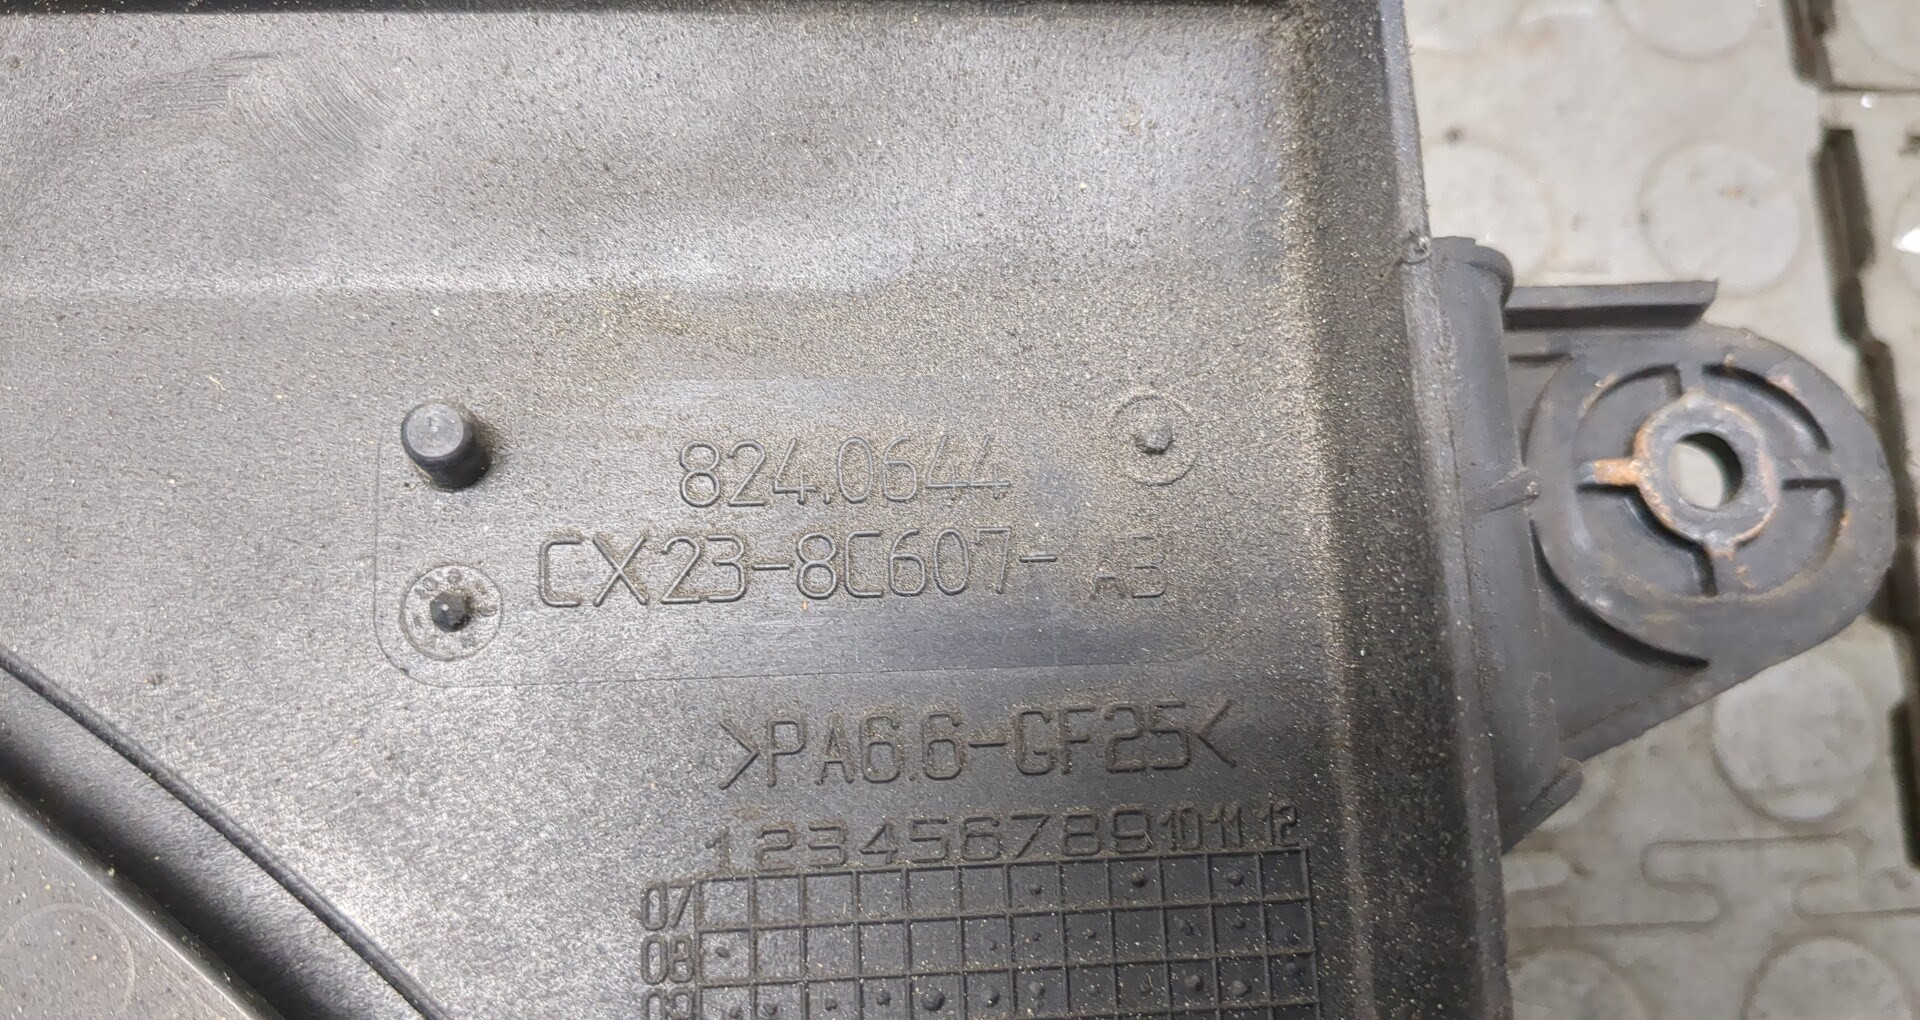 824.0644
CX23-8C607- AB
>PA6.6-GF25<
1 2 3 4 5 6 7 8 9 10 11 12
07
08